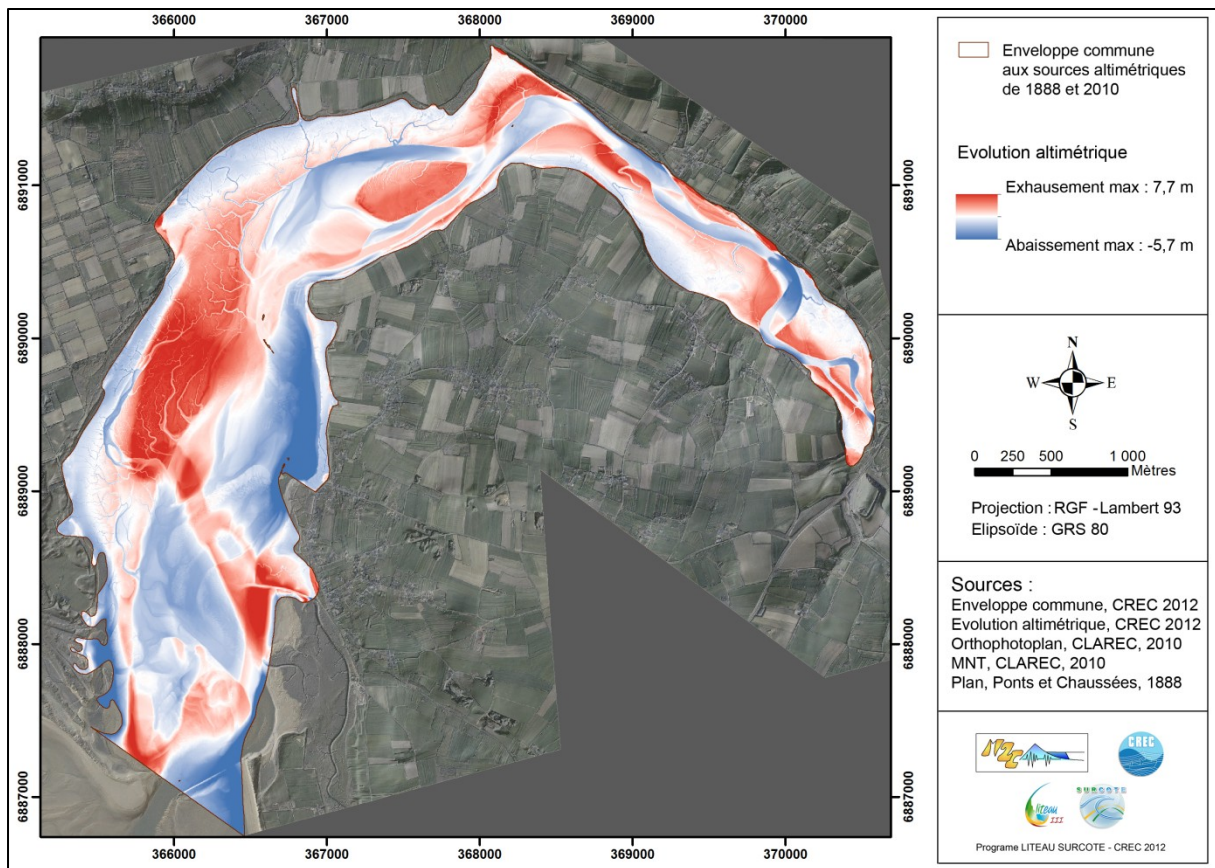 366000 367000 368000 369000 370000
6891000
6890000
6889000
6888000
6887000
6891000
6890000
6889000
6888000
6887000
366000 367000 368000 369000 370000
Enveloppe commune
aux sources altimétriques
de 1888 et 2010
Evolution altimétrique
Exhausement max : 7,7 m
Abaissement max : -5,7 m
N
W E
S
0 250 500 1 000
Mètres
Projection : RGF - Lambert 93
Elipsoïde : GRS 80
Sources :
Enveloppe commune, CREC 2012
Evolution altimétrique, CREC 2012
Orthophotoplan, CLAREC, 2010
MNT, CLAREC, 2010
Plan, Ponts et Chaussées, 1888
M2C
CREC
liteau
III
SURCOTE
Programe LITEAU SURCOTE - CREC 2012